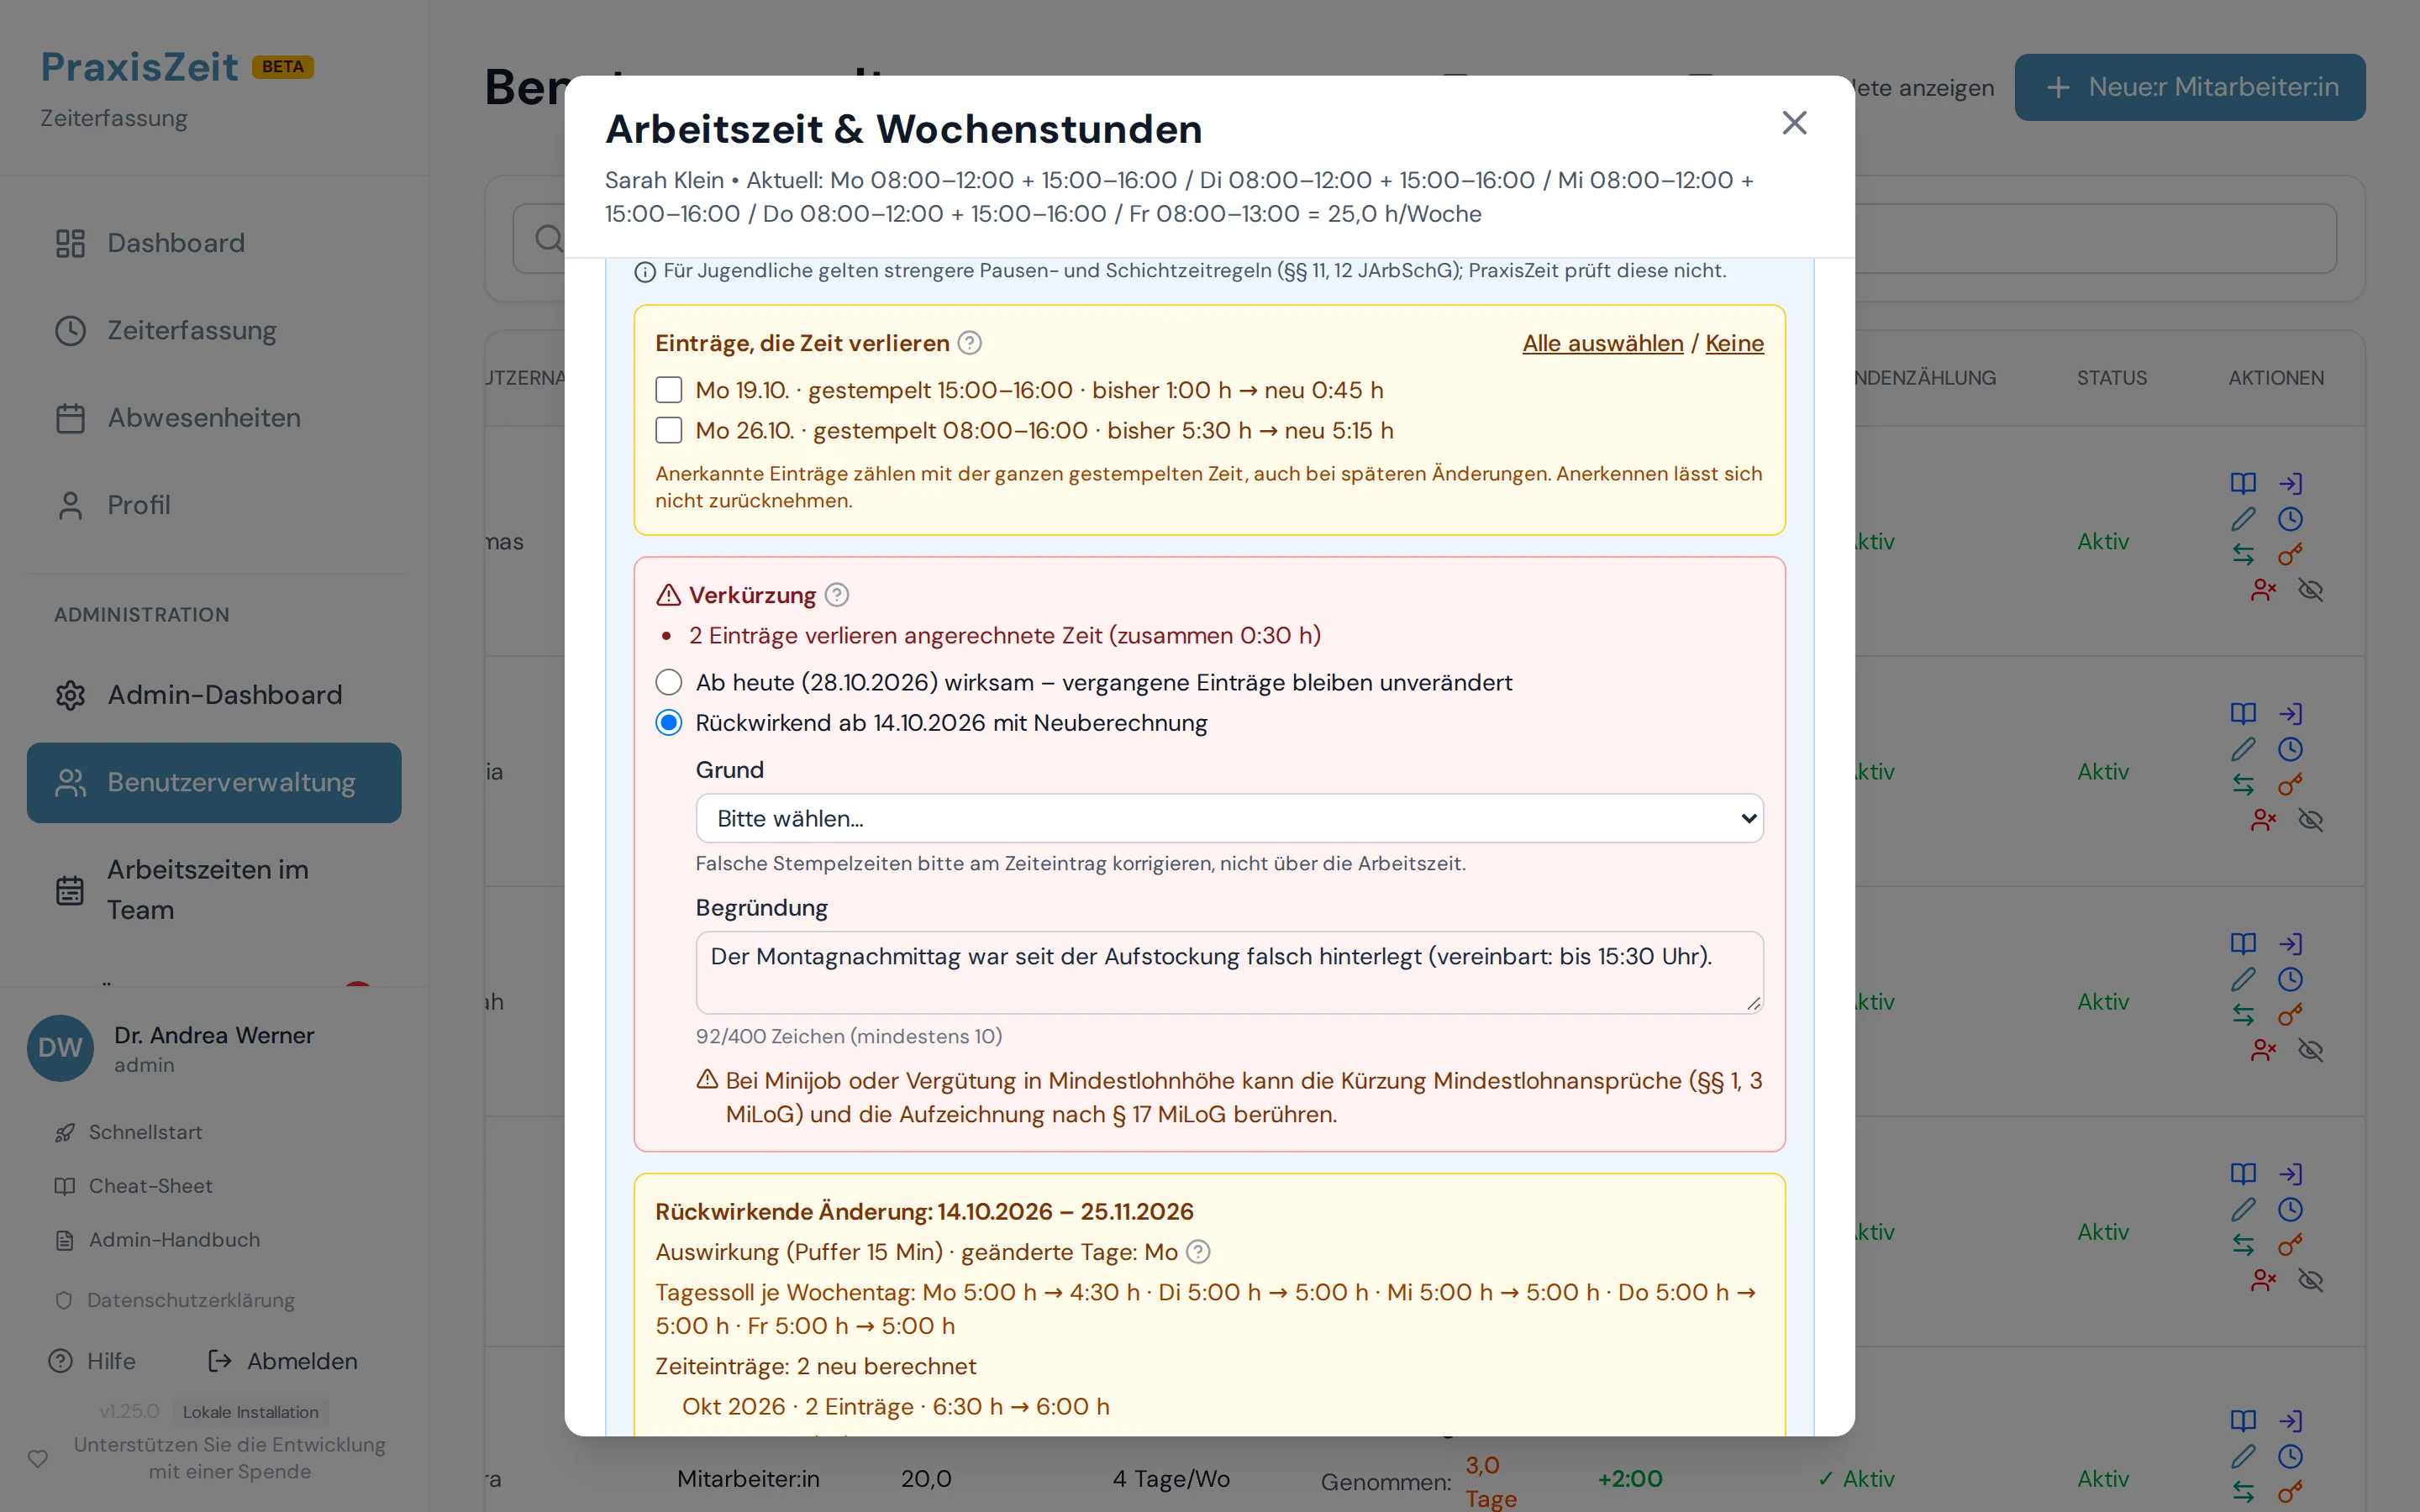 PraxisZeit BETA
Zeiterfassung
Dashboard
Zeiterfassung
Abwesenheiten
Profil
ADMINISTRATION
Admin-Dashboard
Benutzerverwaltung
Arbeitszeiten im
Team
DW
Dr. Andrea Werner
admin
Schnellstart
Cheat-Sheet
Admin-Handbuch
Datenschutzerklärung
Hilfe Abmelden
v1.25.0 Lokale Installation
Unterstützen Sie die Entwicklung
mit einer Spende
anzeigen
Neue:r Mitarbeiter:in
STATUS AKTIONEN
Arbeitszeit & Wochenstunden
Sarah Klein • Aktuell: Mo 08:00–12:00 + 15:00–16:00 / Di 08:00–12:00 + 15:00–16:00 / Mi 08:00–12:00 +
15:00–16:00 / Do 08:00–12:00 + 15:00–16:00 / Fr 08:00–13:00 = 25,0 h/Woche
Für Jugendliche gelten strengere Pausen- und Schichtzeitregeln (§§ 11, 12 JArbSchG); PraxisZeit prüft diese nicht.
Einträge, die Zeit verlieren
Alle auswählen / Keine
Mo 19.10. · gestempelt 15:00–16:00 · bisher 1:00 h → neu 0:45 h
Mo 26.10. · gestempelt 08:00–16:00 · bisher 5:30 h → neu 5:15 h
Anerkannte Einträge zählen mit der ganzen gestempelten Zeit, auch bei späteren Änderungen. Anerkennen lässt sich
nicht zurücknehmen.
Verkürzung
• 2 Einträge verlieren angerechnete Zeit (zusammen 0:30 h)
Ab heute (28.10.2026) wirksam – vergangene Einträge bleiben unverändert
Rückwirkend ab 14.10.2026 mit Neuberechnung
Grund
Bitte wählen...
Falsche Stempelzeiten bitte am Zeiteintrag korrigieren, nicht über die Arbeitszeit.
Begründung
Der Montagnachmittag war seit der Aufstockung falsch hinterlegt (vereinbart: bis 15:30 Uhr).
92/400 Zeichen (mindestens 10)
Bei Minijob oder Vergütung in Mindestlohnhöhe kann die Kürzung Mindestlohnansprüche (§§ 1, 3
MiLoG) und die Aufzeichnung nach § 17 MiLoG berühren.
Rückwirkende Änderung: 14.10.2026 – 25.11.2026
Auswirkung (Puffer 15 Min) · geänderte Tage: Mo
Tagessoll je Wochentag: Mo 5:00 h → 4:30 h · Di 5:00 h → 5:00 h · Mi 5:00 h → 5:00 h · Do 5:00 h →
5:00 h · Fr 5:00 h → 5:00 h
Zeiteinträge: 2 neu berechnet
Okt 2026 · 2 Einträge · 6:30 h → 6:00 h
Aktiv
Aktiv
Aktiv
Aktiv
Mitarbeiter:in 20,0 4 Tage/Wo Genommen: 3,0 Tage +2:00 ✓ Aktiv Aktiv